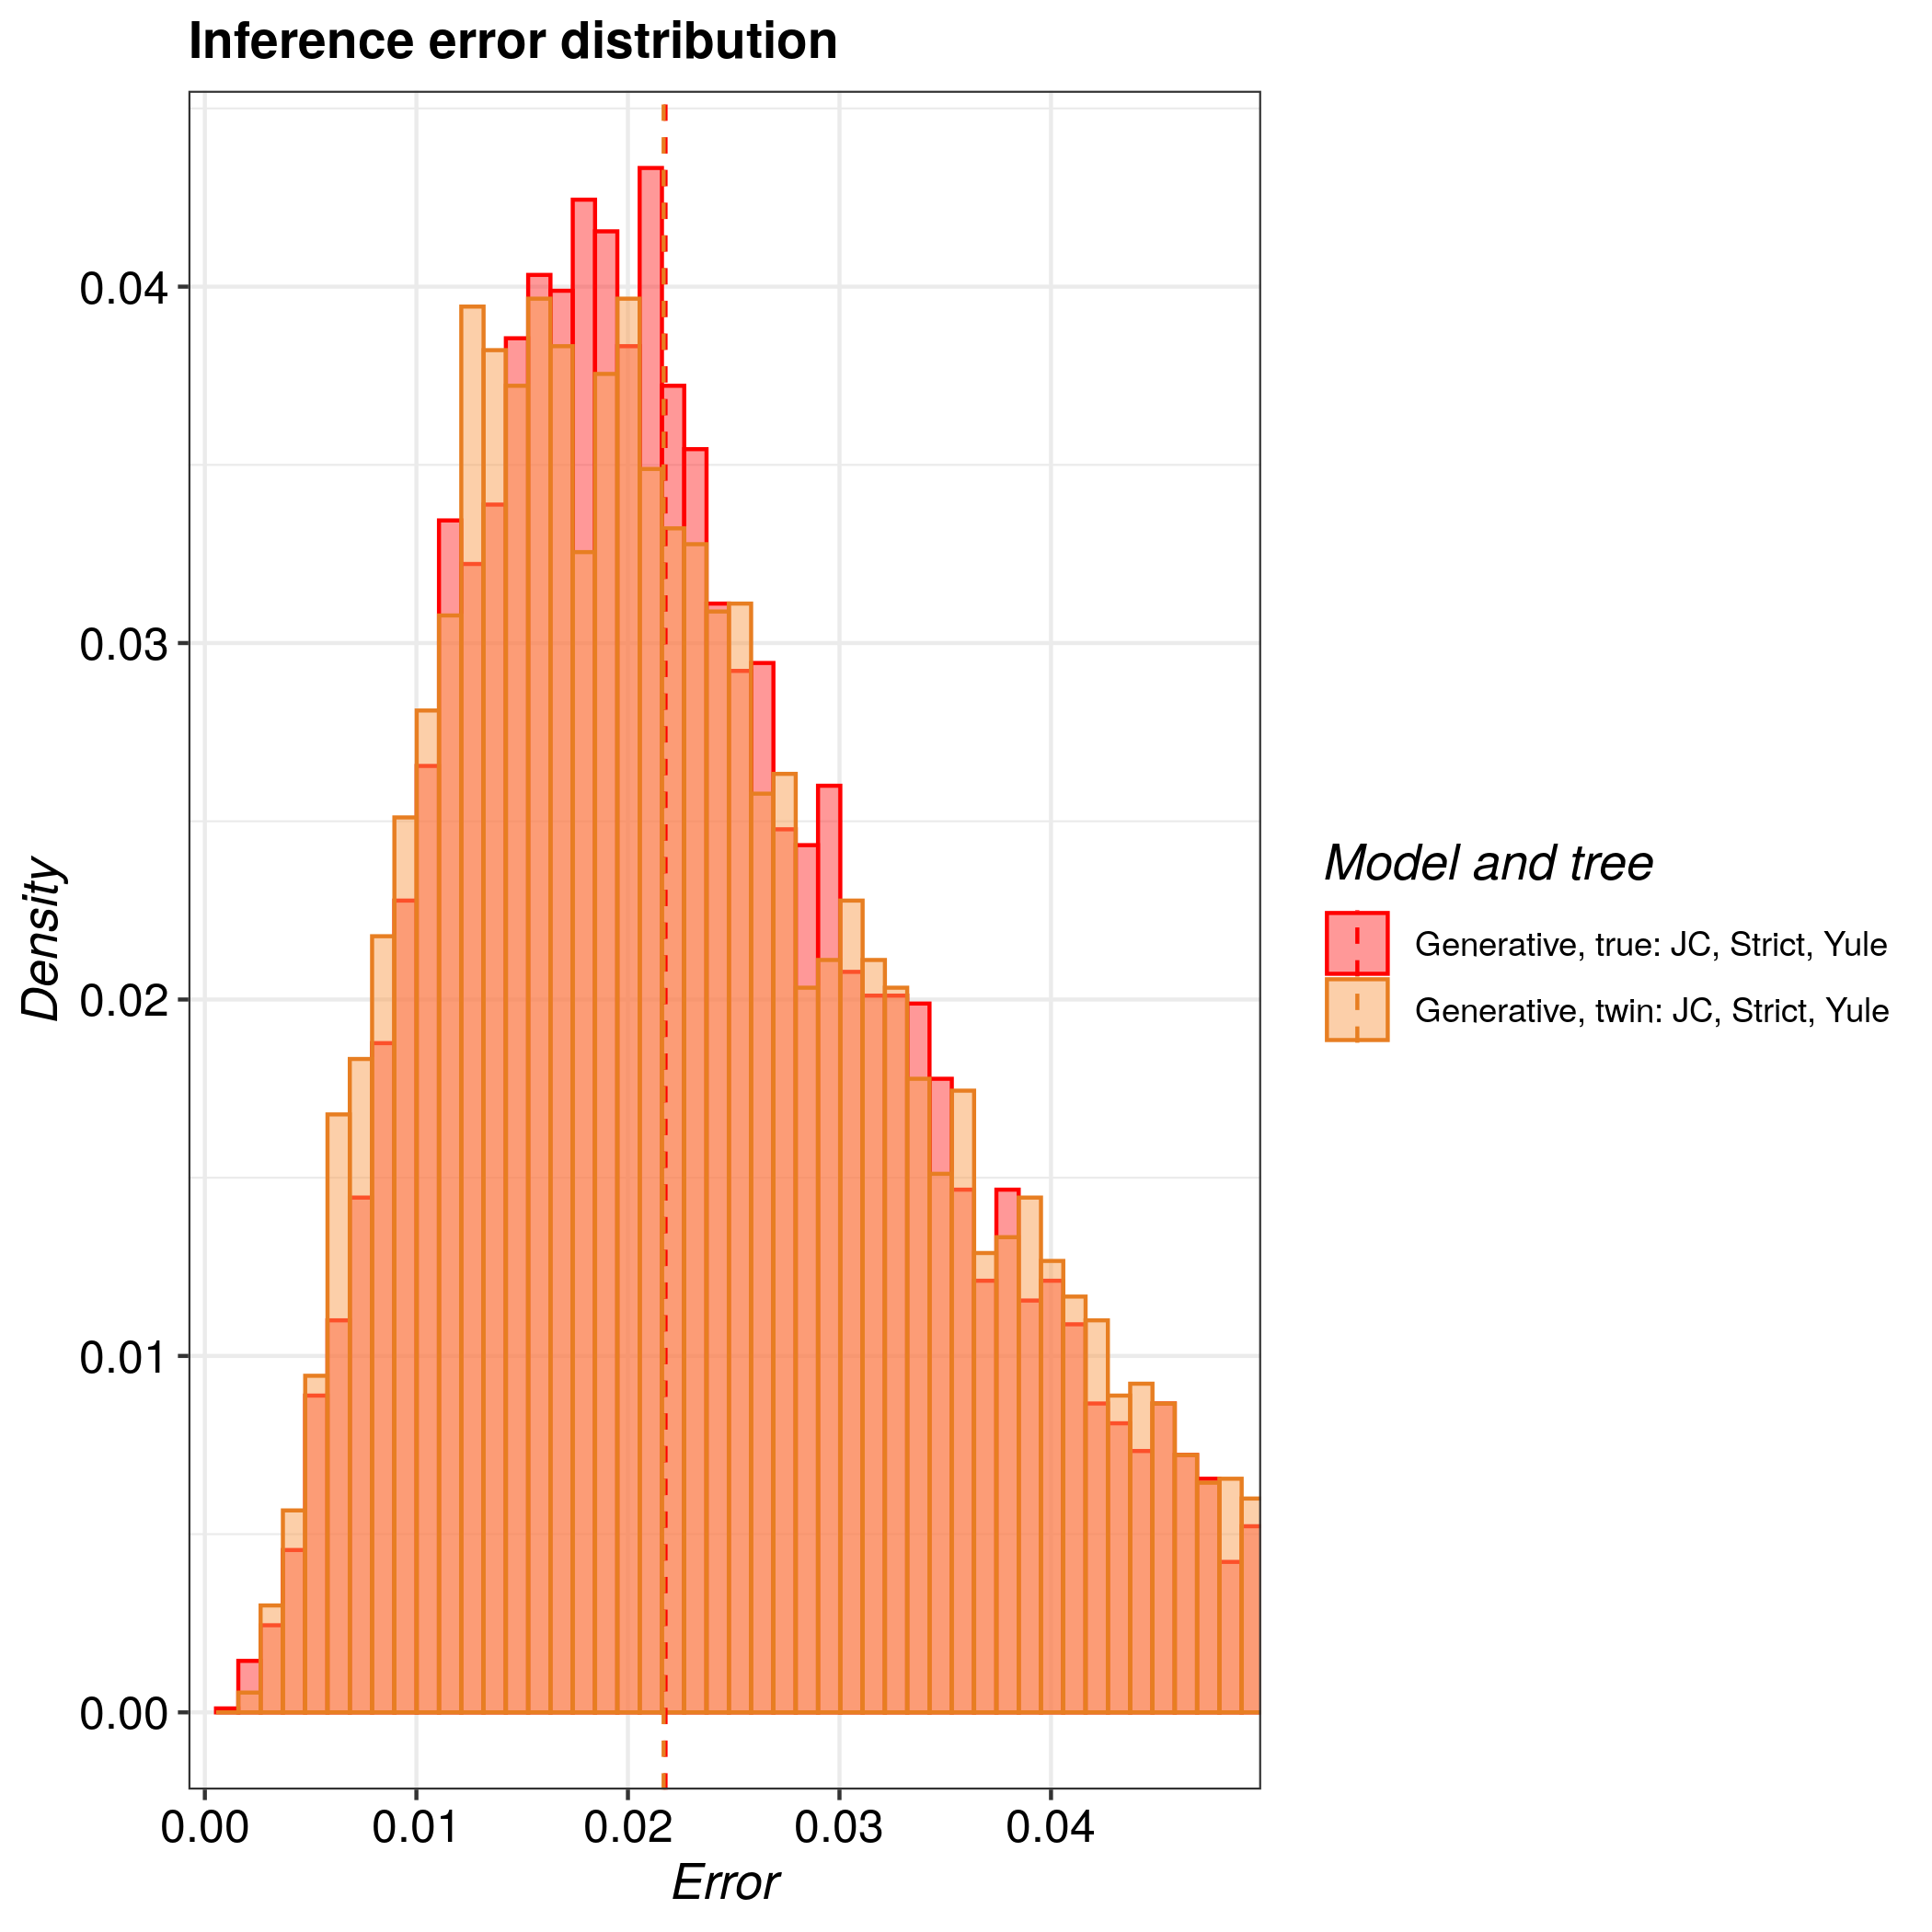 Inference error distribution
0.04
0.03
0.02
0.01
0.00
Density
0.00 0.01 0.02 0.03 0.04
Error
Model and tree
Generative, true: JC, Strict, Yule
Generative, twin: JC, Strict, Yule